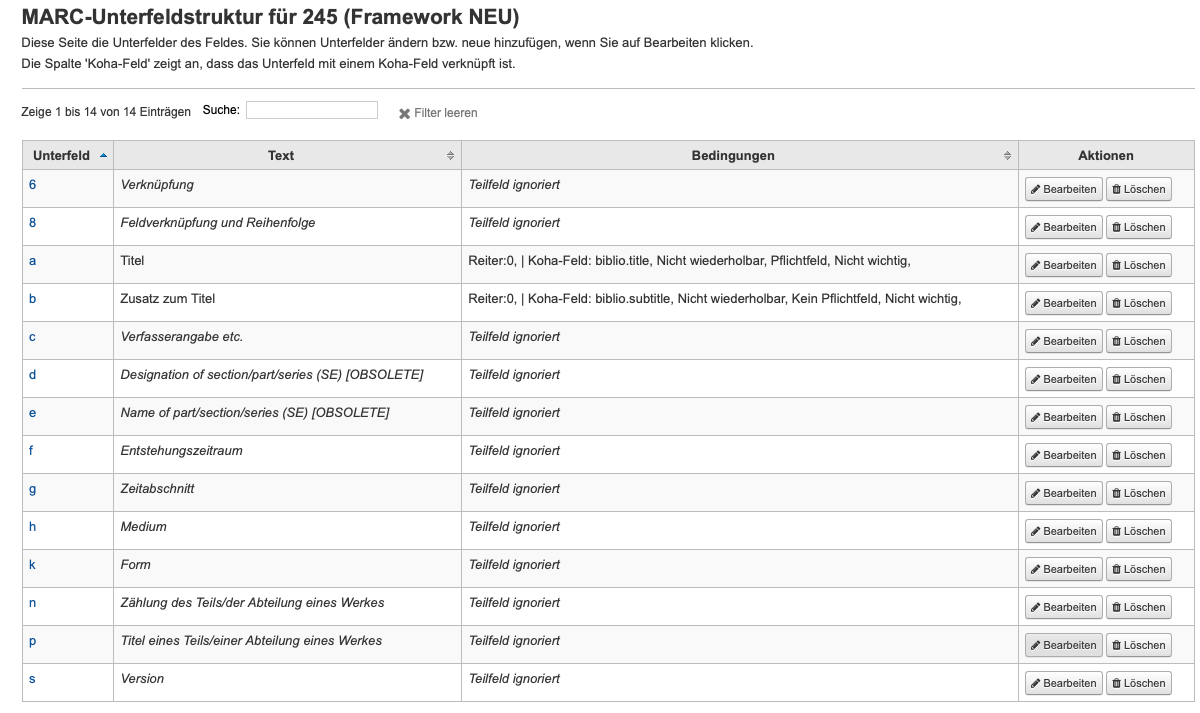 MARC-Unterfeldstruktur für 245 (Framework NEU)
Diese Seite die Unterfelder des Feldes. Sie können Unterfelder ändern bzw. neue hinzufügen, wenn Sie auf Bearbeiten klicken.
Die Spalte 'Koha-Feld' zeigt an, dass das Unterfeld mit einem Koha-Feld verknüpft ist.
Zeige 1 bis 14 von 14 Einträgen Suche: Filter leeren
Unterfeld Text Bedingungen Aktionen
6 Verknüpfung Teilfeld ignoriert Bearbeiten Löschen
8 Feldverknüpfung und Reihenfolge Teilfeld ignoriert Bearbeiten Löschen
a Titel Reiter:0, | Koha-Feld: biblio.title, Nicht wiederholbar, Pflichtfeld, Nicht wichtig, Bearbeiten Löschen
b Zusatz zum Titel Reiter:0, | Koha-Feld: biblio.subtitle, Nicht wiederholbar, Kein Pflichtfeld, Nicht wichtig, Bearbeiten Löschen
c Verfasserangabe etc. Teilfeld ignoriert Bearbeiten Löschen
d Designation of section/part/series (SE) [OBSOLETE] Teilfeld ignoriert Bearbeiten Löschen
e Name of part/section/series (SE) [OBSOLETE] Teilfeld ignoriert Bearbeiten Löschen
f Entstehungszeitraum Teilfeld ignoriert Bearbeiten Löschen
g Zeitabschnitt Teilfeld ignoriert Bearbeiten Löschen
h Medium Teilfeld ignoriert Bearbeiten Löschen
k Form Teilfeld ignoriert Bearbeiten Löschen
n Zählung des Teils/der Abteilung eines Werkes Teilfeld ignoriert Bearbeiten Löschen
p Titel eines Teils/einer Abteilung eines Werkes Teilfeld ignoriert Bearbeiten Löschen
s Version Teilfeld ignoriert Bearbeiten Löschen